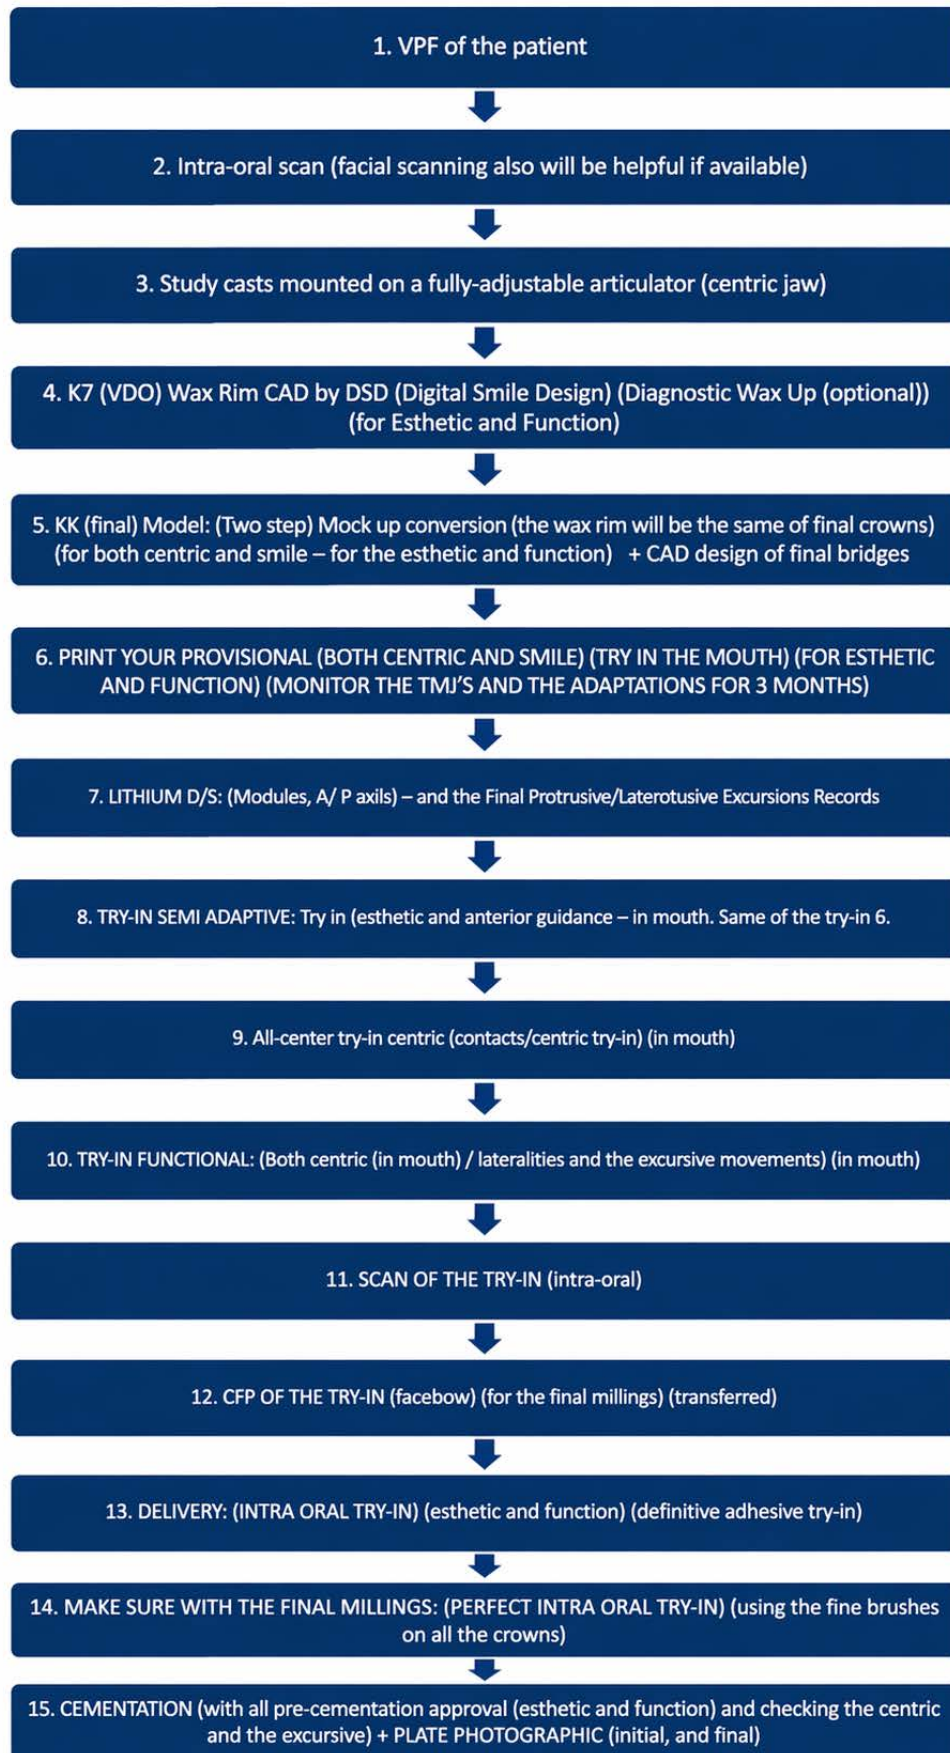 1. VPF of the patient
2. Intra-oral scan (facial scanning also will be helpful if available)
3. Study casts mounted on a fully-adjustable articulator (centric jaw)
4. K7 (VDO) Wax Rim CAD by DSD (Digital Smile Design) (Diagnostic Wax Up (optional))
(for Esthetic and Function)
5. KK (final) Model: (Two step) Mock up conversion (the wax rim will be the same of final crowns)
(for both centric and smile – for the esthetic and function) + CAD design of final bridges
6. PRINT YOUR PROVISIONAL (BOTH CENTRIC AND SMILE) (TRY IN THE MOUTH) (FOR ESTHETIC
AND FUNCTION) (MONITOR THE TMJ'S AND THE ADAPTATIONS FOR 3 MONTHS)
7. LITHIUM D/S: (Modules, A/ P axils) – and the Final Protrusive/Laterotusive Excursions Records
8. TRY-IN SEMI ADAPTIVE: Try in (esthetic and anterior guidance – in mouth. Same of the try-in 6.
9. All-center try-in centric (contacts/centric try-in) (in mouth)
10. TRY-IN FUNCTIONAL: (Both centric (in mouth) / lateralities and the excursive movements) (in mouth)
11. SCAN OF THE TRY-IN (intra-oral)
12. CFP OF THE TRY-IN (facebow) (for the final millings) (transferred)
13. DELIVERY: (INTRA ORAL TRY-IN) (esthetic and function) (definitive adhesive try-in)
14. MAKE SURE WITH THE FINAL MILLINGS: (PERFECT INTRA ORAL TRY-IN) (using the fine brushes
on all the crowns)
15. CEMENTATION (with all pre-cementation approval (esthetic and function) and checking the centric
and the excursive) + PLATE PHOTOGRAPHIC (initial, and final)